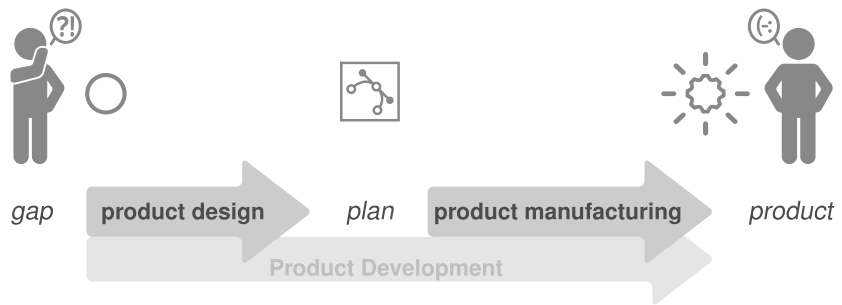 ?!
(-:
gap
product design
plan
product manufacturing
product
Product Development